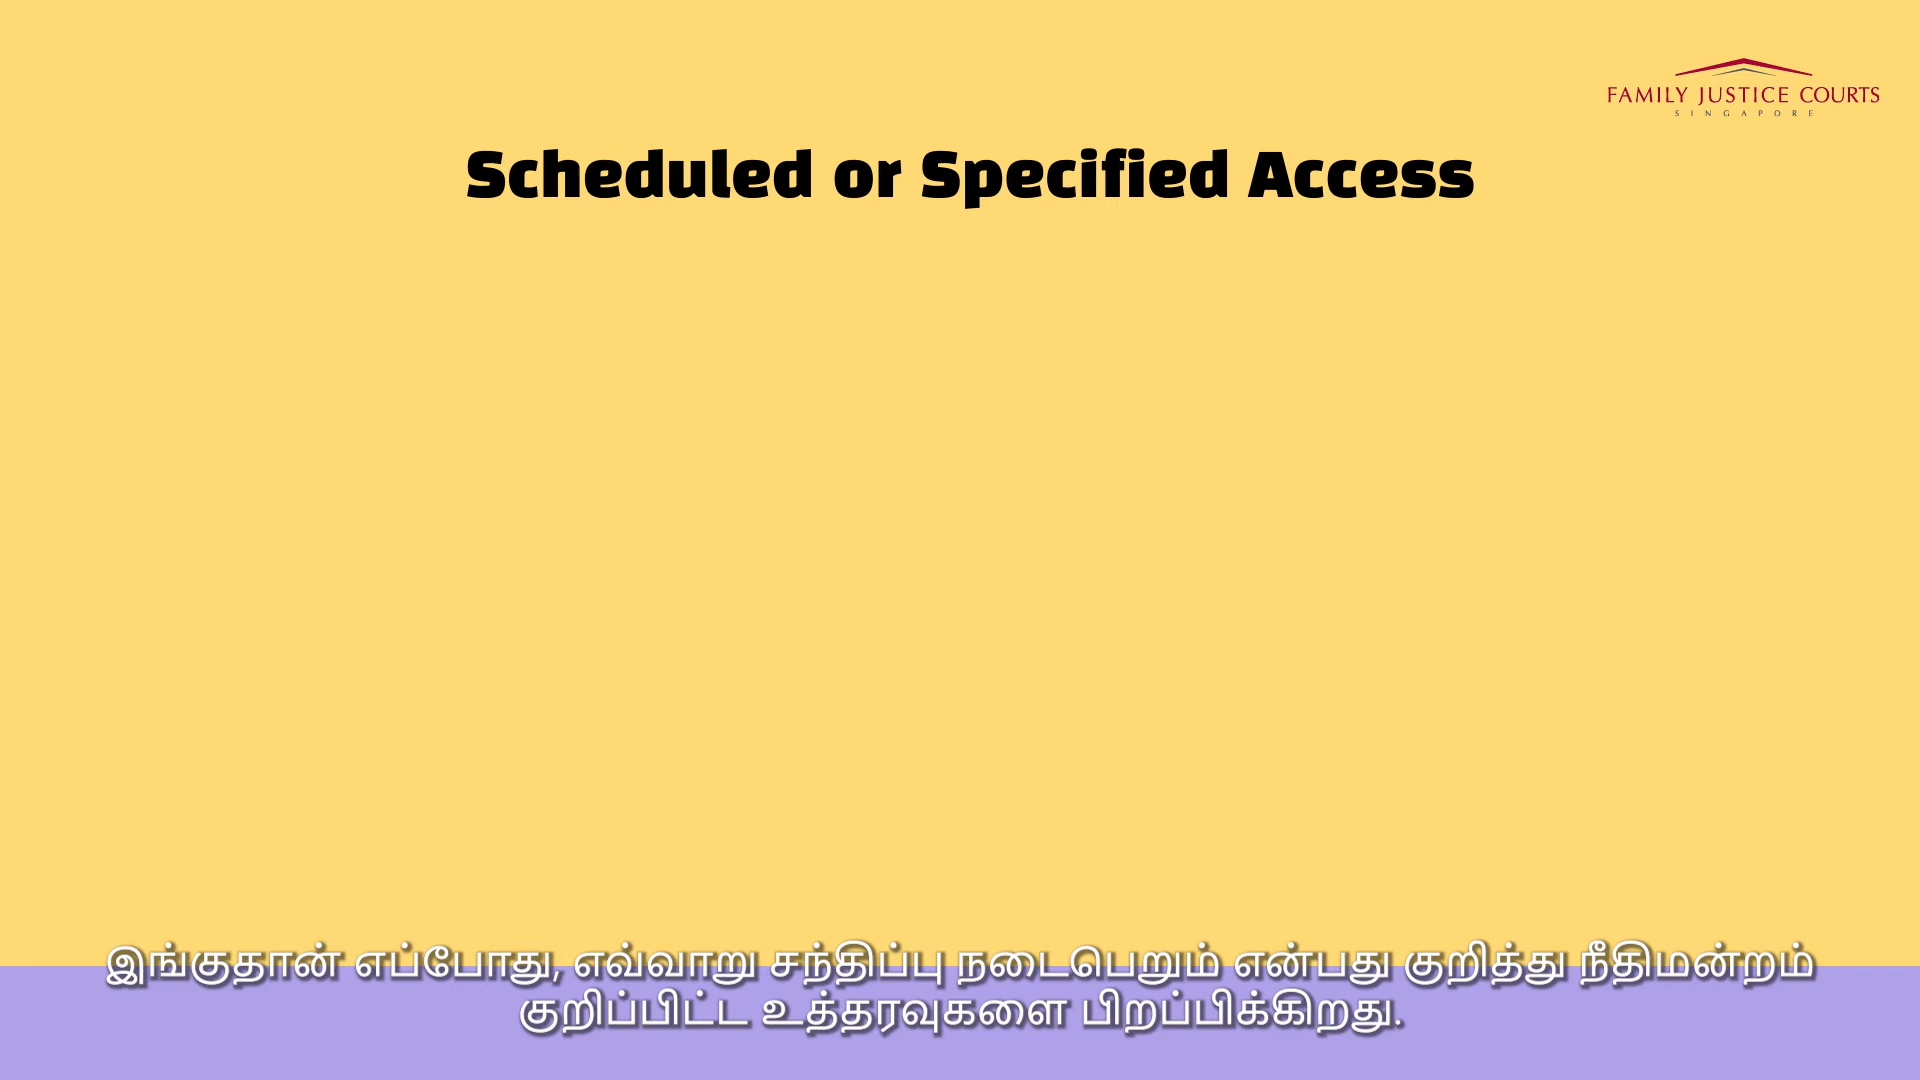 FAMILY JUSTICE COURTS
SINGAPORE
Scheduled or Specified Access
இங்குதான் எப்போது, எவ்வாறு சந்திப்பு நடைபெறும் என்பது குறித்து நீதிமன்றம்
குறிப்பிட்ட உத்தரவுகளை பிறப்பிக்கிறது.